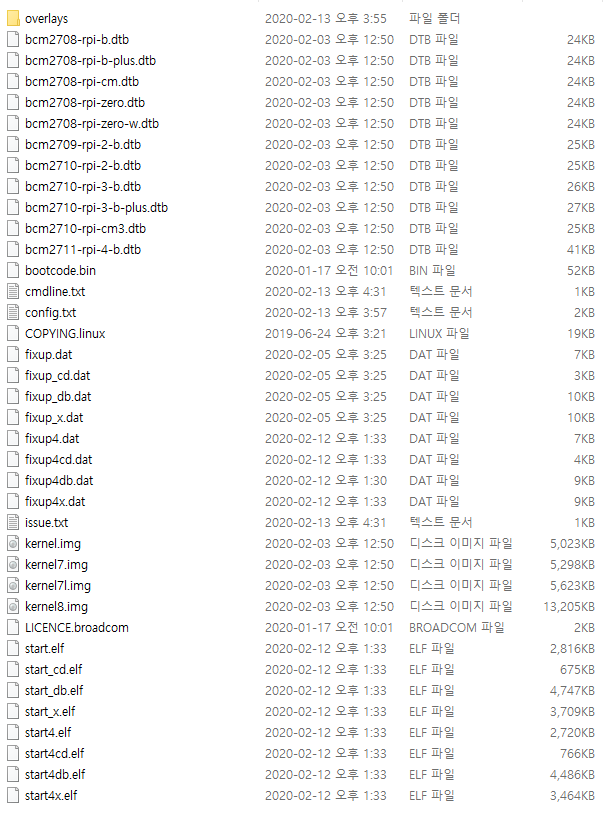 overlays 2020-02-13 오후 3:55 파일 폴더
bcm2708-rpi-b.dtb 2020-02-03 오후 12:50 DTB 파일 24KB
bcm2708-rpi-b-plus.dtb 2020-02-03 오후 12:50 DTB 파일 24KB
bcm2708-rpi-cm.dtb 2020-02-03 오후 12:50 DTB 파일 24KB
bcm2708-rpi-zero.dtb 2020-02-03 오후 12:50 DTB 파일 24KB
bcm2708-rpi-zero-w.dtb 2020-02-03 오후 12:50 DTB 파일 24KB
bcm2709-rpi-2-b.dtb 2020-02-03 오후 12:50 DTB 파일 25KB
bcm2710-rpi-2-b.dtb 2020-02-03 오후 12:50 DTB 파일 25KB
bcm2710-rpi-3-b.dtb 2020-02-03 오후 12:50 DTB 파일 26KB
bcm2710-rpi-3-b-plus.dtb 2020-02-03 오후 12:50 DTB 파일 27KB
bcm2710-rpi-cm3.dtb 2020-02-03 오후 12:50 DTB 파일 25KB
bcm2711-rpi-4-b.dtb 2020-02-03 오후 12:50 DTB 파일 41KB
bootcode.bin 2020-01-17 오전 10:01 BIN 파일 52KB
cmdline.txt 2020-02-13 오후 4:31 텍스트 문서 1KB
config.txt 2020-02-13 오후 3:57 텍스트 문서 2KB
COPYING.linux 2019-06-24 오후 3:21 LINUX 파일 19KB
fixup.dat 2020-02-05 오후 3:25 DAT 파일 7KB
fixup_cd.dat 2020-02-05 오후 3:25 DAT 파일 3KB
fixup_db.dat 2020-02-05 오후 3:25 DAT 파일 10KB
fixup_x.dat 2020-02-05 오후 3:25 DAT 파일 10KB
fixup4.dat 2020-02-12 오후 1:33 DAT 파일 7KB
fixup4cd.dat 2020-02-12 오후 1:33 DAT 파일 4KB
fixup4db.dat 2020-02-12 오후 1:30 DAT 파일 9KB
fixup4x.dat 2020-02-12 오후 1:33 DAT 파일 9KB
issue.txt 2020-02-13 오후 4:31 텍스트 문서 1KB
kernel.img 2020-02-03 오후 12:50 디스크 이미지 파일 5,023KB
kernel7.img 2020-02-03 오후 12:50 디스크 이미지 파일 5,298KB
kernel7l.img 2020-02-03 오후 12:50 디스크 이미지 파일 5,623KB
kernel8.img 2020-02-03 오후 12:50 디스크 이미지 파일 13,205KB
LICENCE.broadcom 2020-01-17 오전 10:01 BROADCOM 파일 2KB
start.elf 2020-02-12 오후 1:33 ELF 파일 2,816KB
start_cd.elf 2020-02-12 오후 1:33 ELF 파일 675KB
start_db.elf 2020-02-12 오후 1:33 ELF 파일 4,747KB
start_x.elf 2020-02-12 오후 1:33 ELF 파일 3,709KB
start4.elf 2020-02-12 오후 1:33 ELF 파일 2,720KB
start4cd.elf 2020-02-12 오후 1:33 ELF 파일 766KB
start4db.elf 2020-02-12 오후 1:33 ELF 파일 4,486KB
start4x.elf 2020-02-12 오후 1:33 ELF 파일 3,464KB